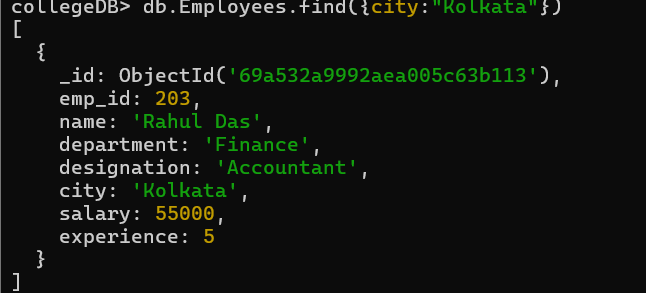 collegeDB> db.Employees.find({city:"Kolkata"})
[
  {
    _id: ObjectId('69a532a9992aea005c63b113'),
    emp_id: 203,
    name: 'Rahul Das',
    department: 'Finance',
    designation: 'Accountant',
    city: 'Kolkata',
    salary: 55000,
    experience: 5
  }
]